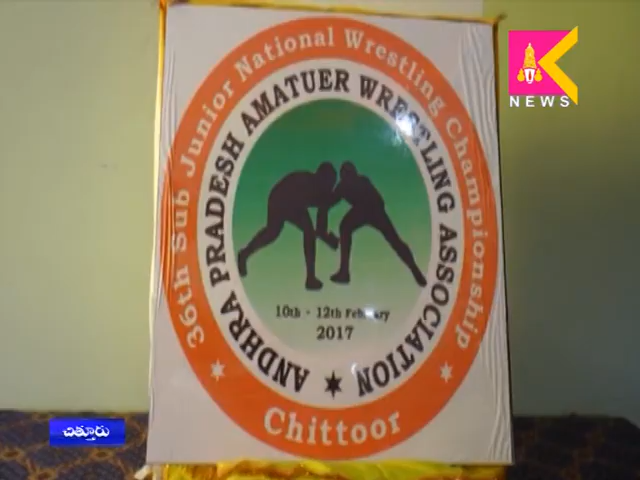 36th Sub Junior National Wrestling Championship
ANDHRA PRADESH AMATUER WRESTLING ASSOCIATION
10th - 12th February
2017
Chittoor
K
NEWS
చిత్తూరు